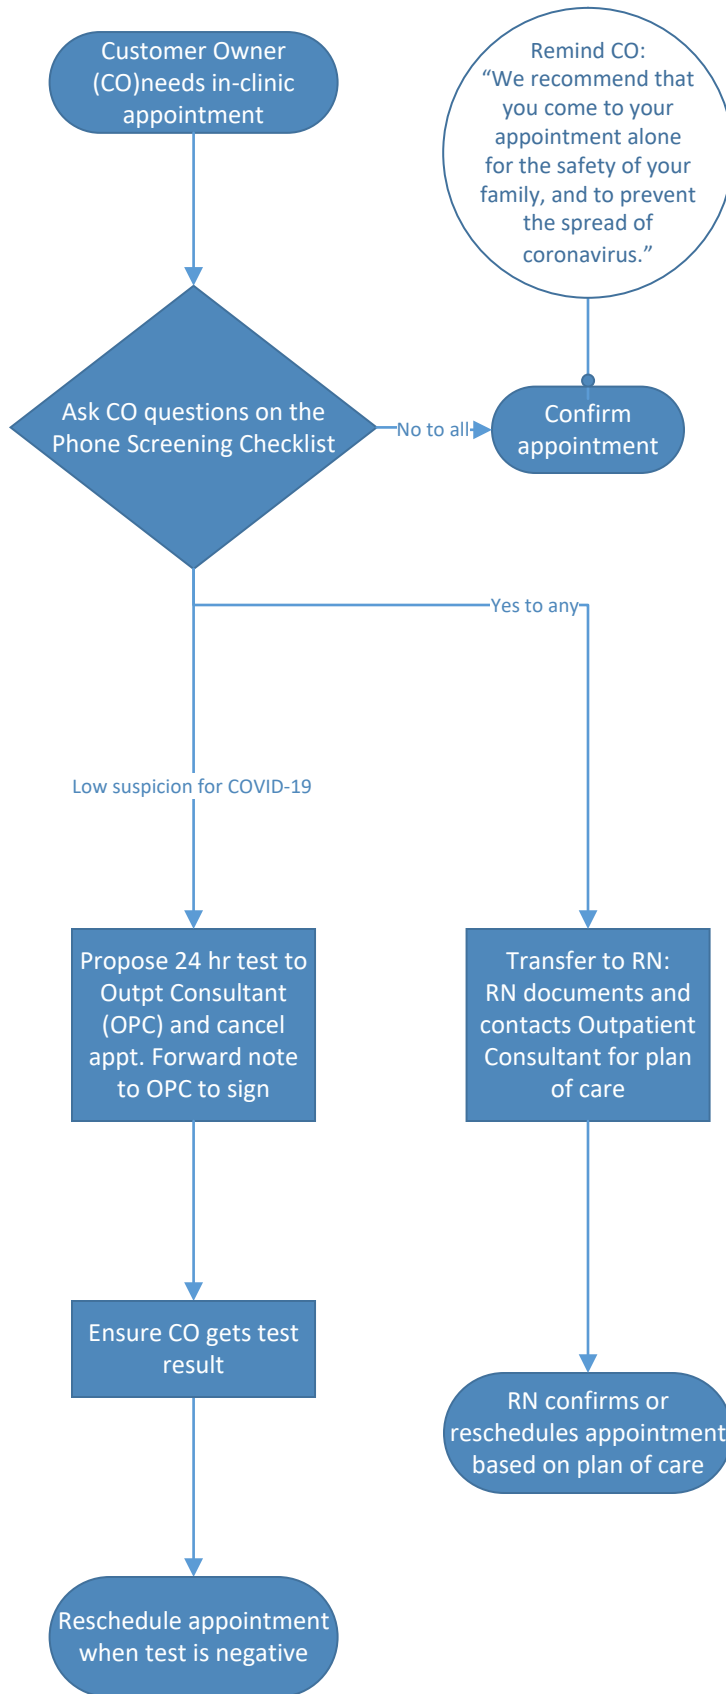 Customer Owner
(CO)needs in-clinic
appointment
Remind CO:
“We recommend that
you come to your
appointment alone
for the safety of your
family, and to prevent
the spread of
coronavirus.”
Ask CO questions on the
Phone Screening Checklist
No to all
Confirm
appointment
Yes to any
Low suspicion for COVID-19
Propose 24 hr test to
Outpt Consultant
(OPC) and cancel
appt. Forward note
to OPC to sign
Transfer to RN:
RN documents and
contacts Outpatient
Consultant for plan
of care
Ensure CO gets test
result
RN confirms or
reschedules appointment
based on plan of care
Reschedule appointment
when test is negative